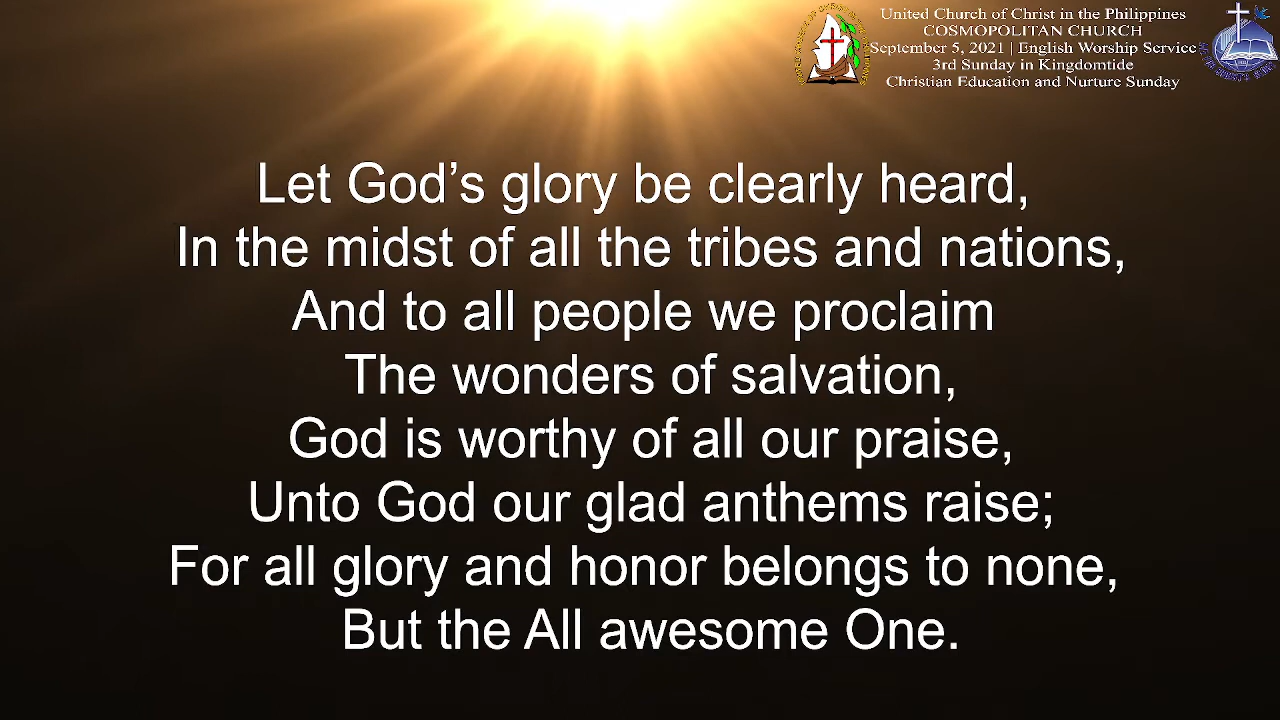 United Church of Christ in the Philippines
COSMOPOLITAN CHURCH
September 5, 2021 | English Worship Service
3rd Sunday in Kingdomtide
Christian Education and Nurture Sunday
Let God’s glory be clearly heard,
In the midst of all the tribes and nations,
And to all people we proclaim
The wonders of salvation,
God is worthy of all our praise,
Unto God our glad anthems raise;
For all glory and honor belongs to none,
But the All awesome One.